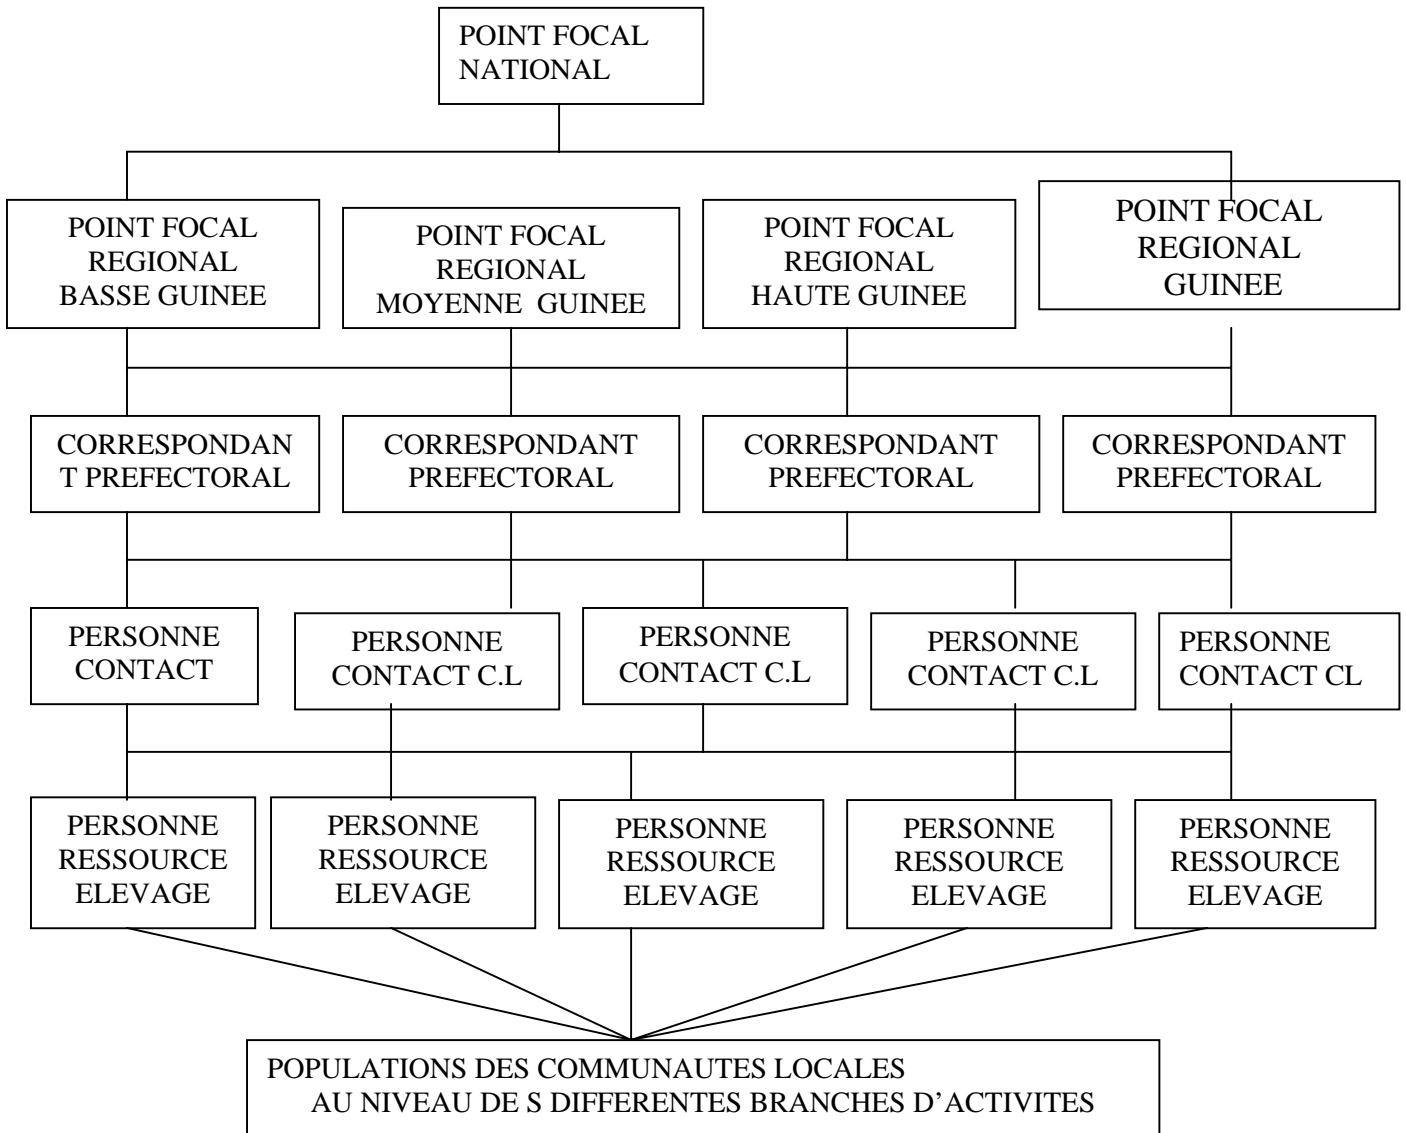 POINT FOCAL
NATIONAL
POINT FOCAL
REGIONAL
BASSE GUINEE
POINT FOCAL
REGIONAL
MOYENNE GUINEE
POINT FOCAL
REGIONAL
HAUTE GUINEE
POINT FOCAL
REGIONAL
GUINEE
CORRESPONDAN
T PREFECTORAL
CORRESPONDANT
PREFECTORAL
CORRESPONDANT
PREFECTORAL
CORRESPONDANT
PREFECTORAL
PERSONNE
CONTACT
PERSONNE
CONTACT C.L
PERSONNE
CONTACT C.L
PERSONNE
CONTACT C.L
PERSONNE
CONTACT CL
PERSONNE
RESSOURCE
ELEVAGE
PERSONNE
RESSOURCE
ELEVAGE
PERSONNE
RESSOURCE
ELEVAGE
PERSONNE
RESSOURCE
ELEVAGE
PERSONNE
RESSOURCE
ELEVAGE
POPULATIONS DES COMMUNAUTES LOCALES
AU NIVEAU DE S DIFFERENTES BRANCHES D’ACTIVITES